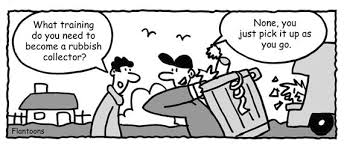 What training
do you need to
become a rubbish
collector?
None, you
just pick it up as
you go.
Flantoons